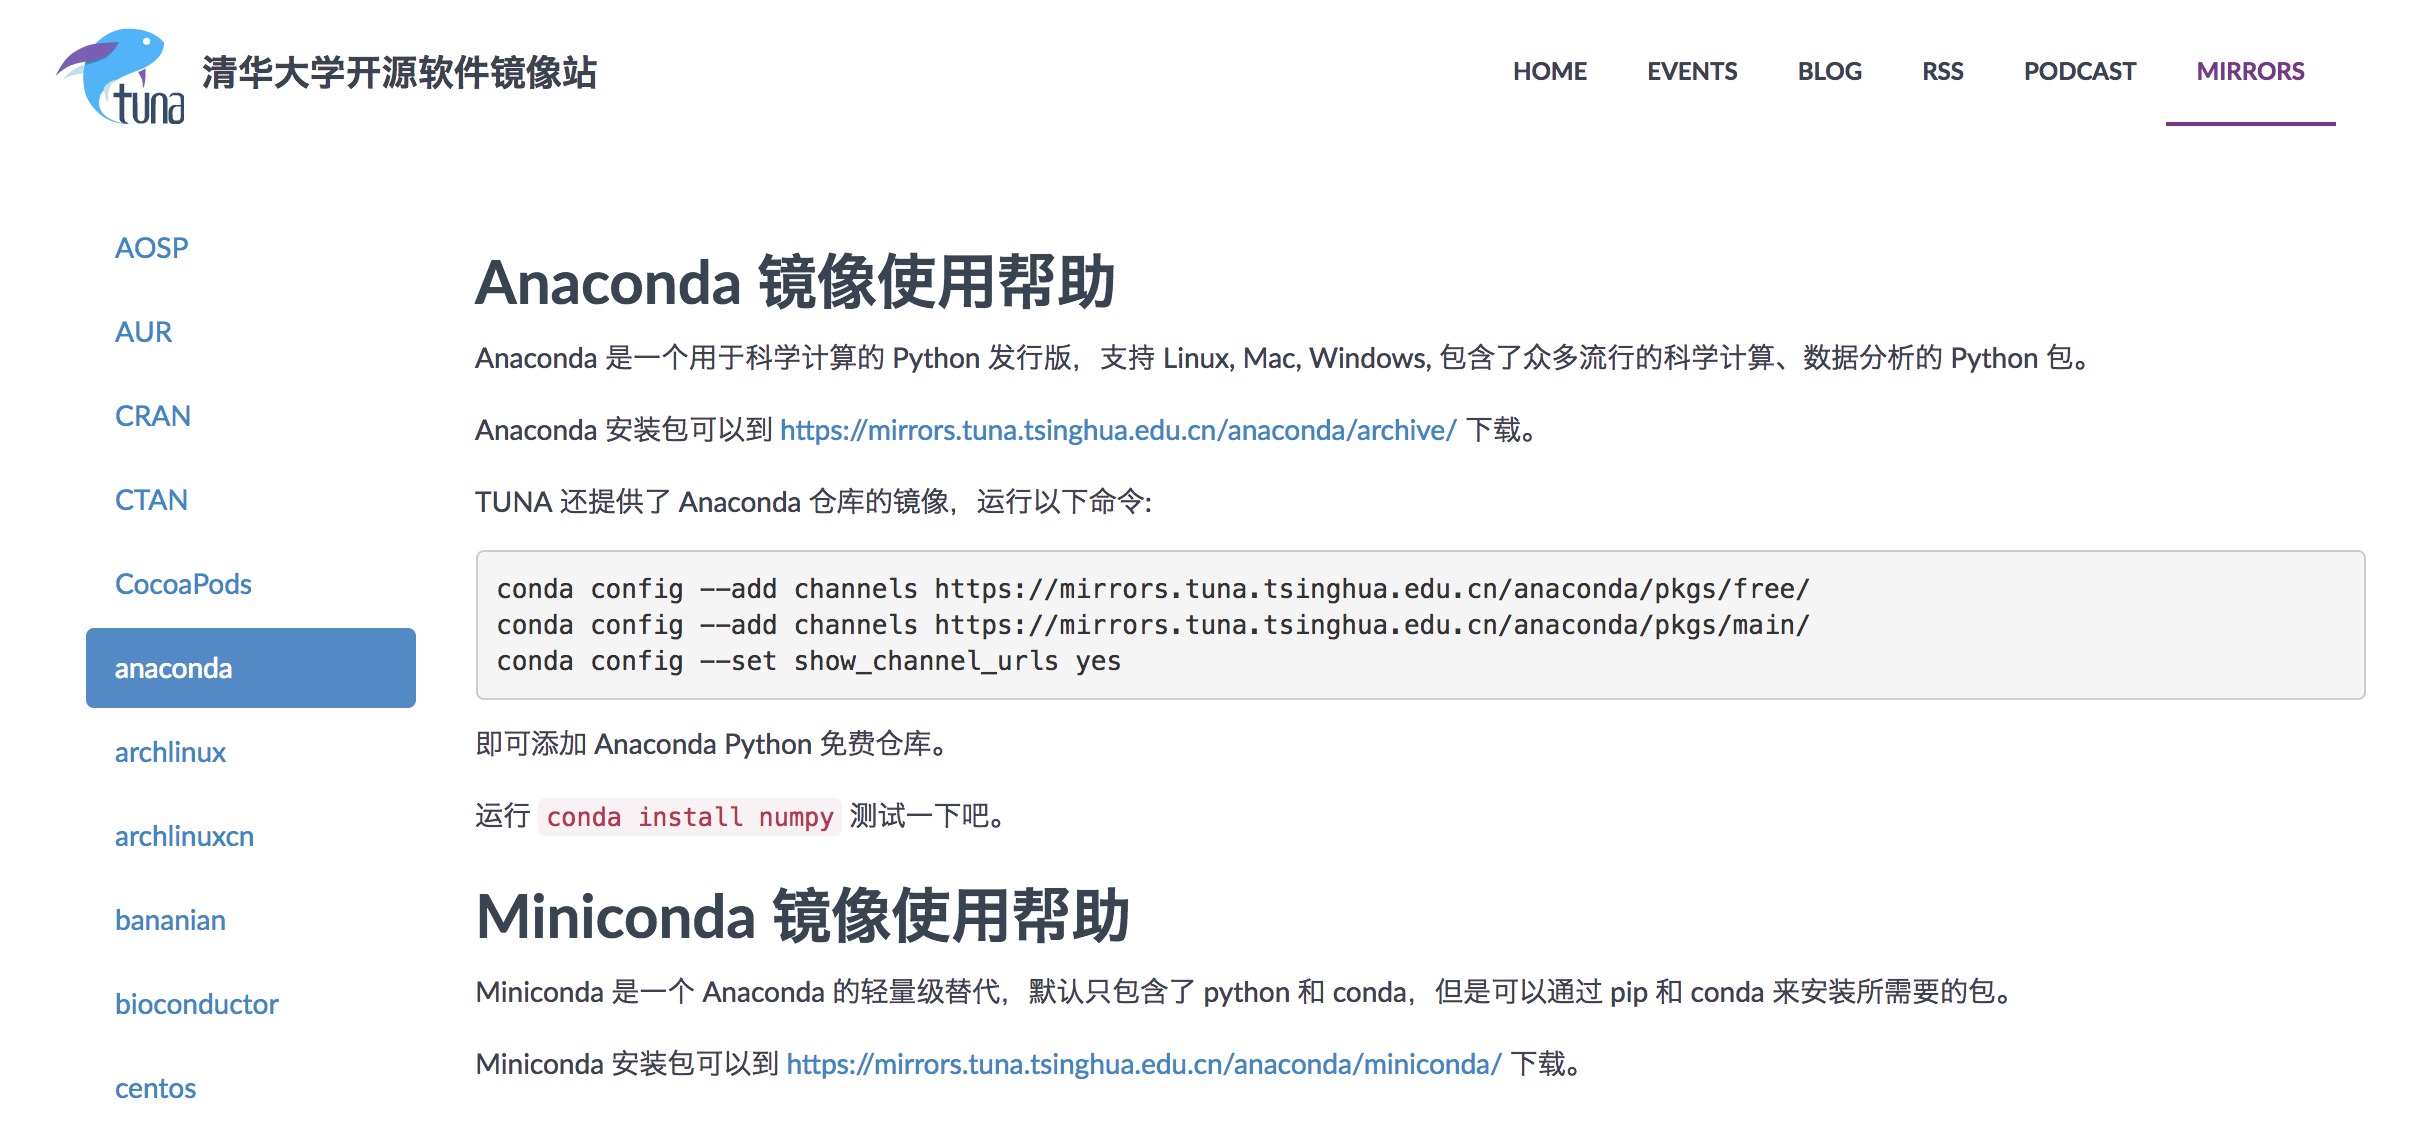 tuna
清华大学开源软件镜像站
HOME EVENTS BLOG RSS PODCAST MIRRORS
AOSP
AUR
CRAN
CTAN
CocoaPods
anaconda
archlinux
archlinuxcn
bananian
bioconductor
centos
Anaconda 镜像使用帮助
Anaconda 是一个用于科学计算的 Python 发行版，支持 Linux, Mac, Windows, 包含了众多流行的科学计算、数据分析的 Python 包。
Anaconda 安装包可以到 https://mirrors.tuna.tsinghua.edu.cn/anaconda/archive/ 下载。
TUNA 还提供了 Anaconda 仓库的镜像，运行以下命令:
conda config --add channels https://mirrors.tuna.tsinghua.edu.cn/anaconda/pkgs/free/
conda config --add channels https://mirrors.tuna.tsinghua.edu.cn/anaconda/pkgs/main/
conda config --set show_channel_urls yes
即可添加 Anaconda Python 免费仓库。
运行 conda install numpy 测试一下吧。
Miniconda 镜像使用帮助
Miniconda 是一个 Anaconda 的轻量级替代，默认只包含了 python 和 conda，但是可以通过 pip 和 conda 来安装所需要的包。
Miniconda 安装包可以到 https://mirrors.tuna.tsinghua.edu.cn/anaconda/miniconda/ 下载。